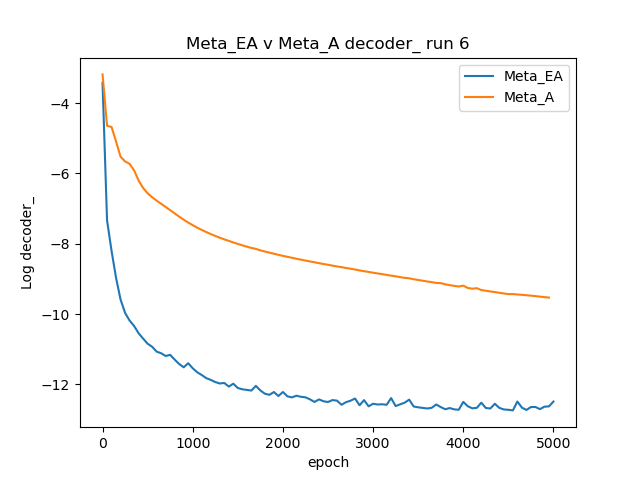 Meta_EA v Meta_A decoder_ run 6
Meta_EA
Meta_A
Log decoder_
−4
−6
−8
−10
−12
0
1000
2000
3000
4000
5000
epoch